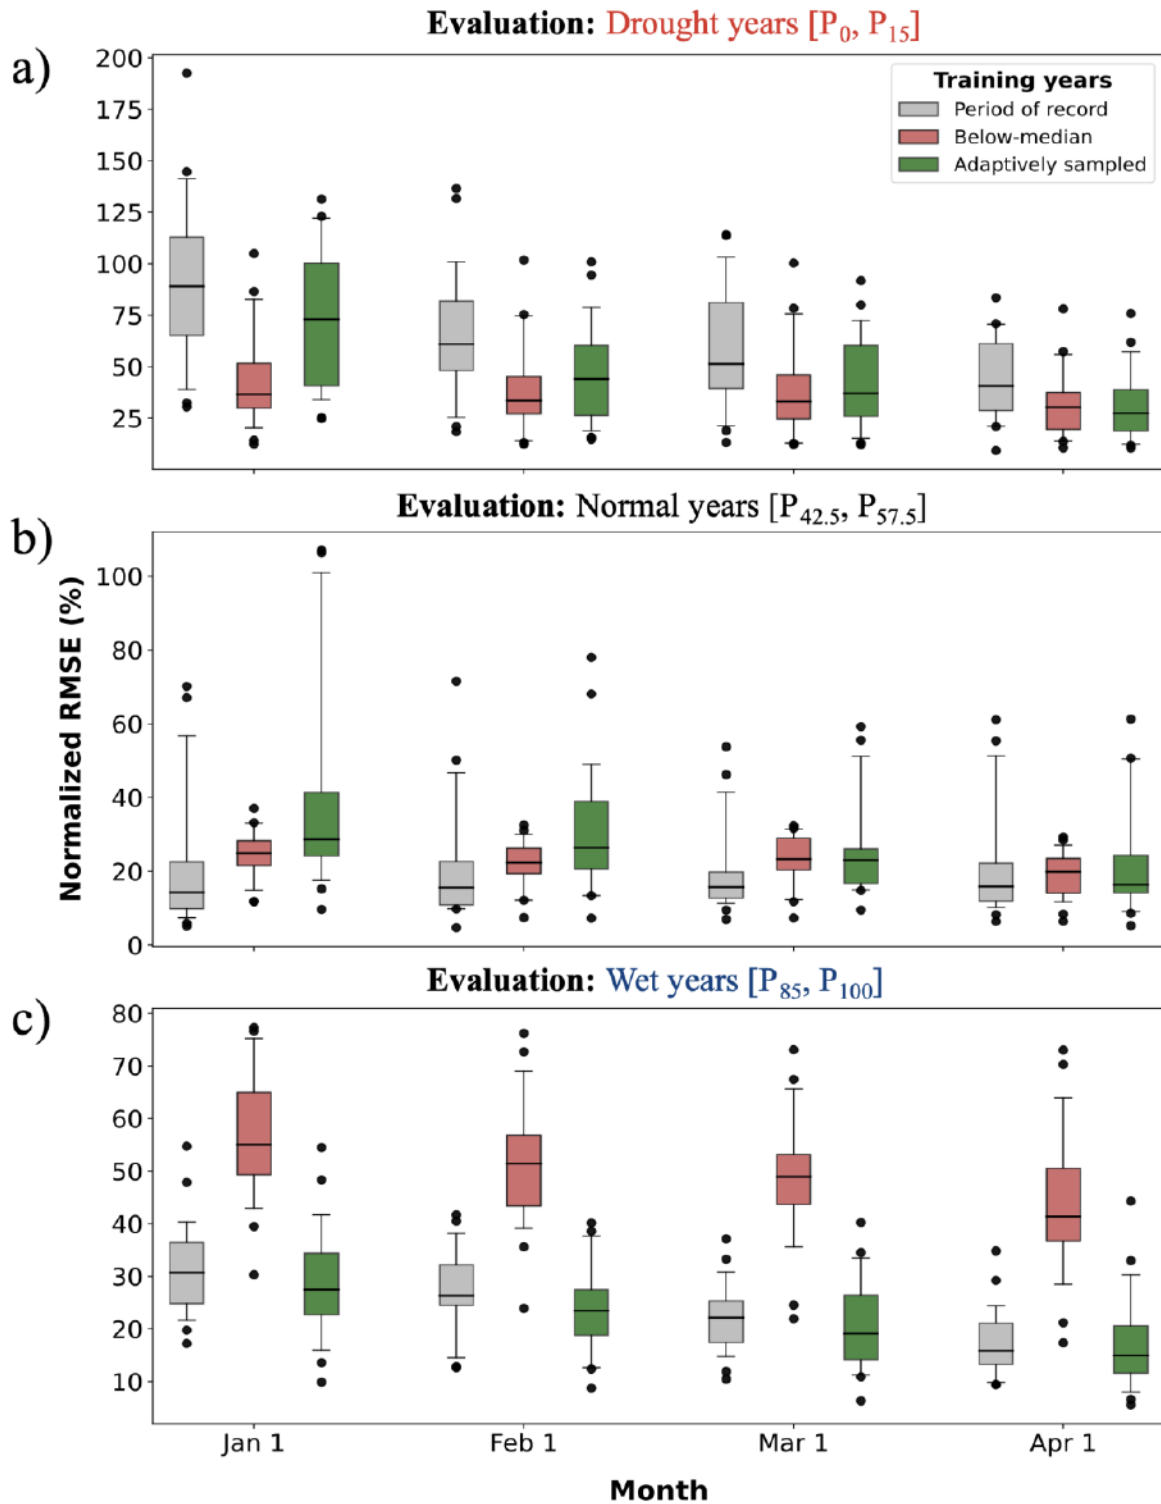 Evaluation: Drought years [P0, P15]
a)
200
175
150
125
100
75
50
25
Training years
Period of record
Below-median
Adaptively sampled
Evaluation: Normal years [P42.5, P57.5]
b)
100
80
60
40
20
0
Normalized RMSE (%)
Evaluation: Wet years [P85, P100]
c)
80
70
60
50
40
30
20
10
Jan 1 Feb 1 Mar 1 Apr 1
Month